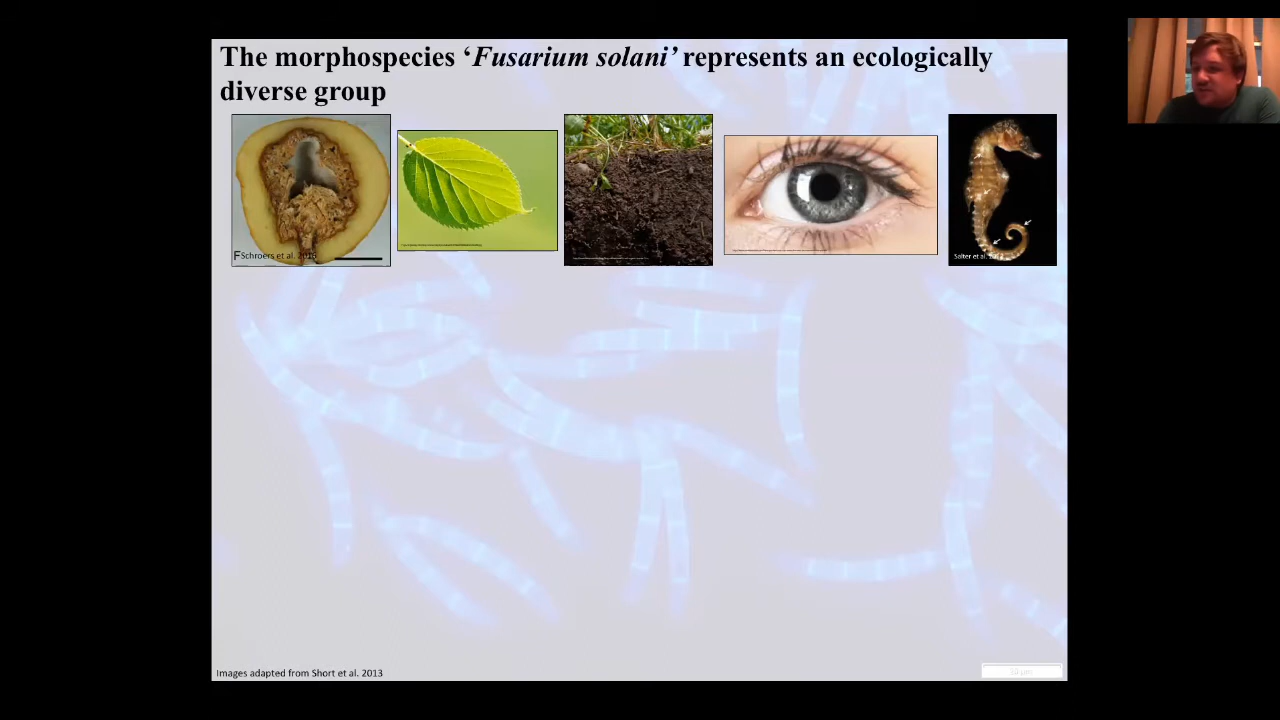 The morphospecies ‘Fusarium solani’ represents an ecologically
diverse group
F Schroers et al. 2016
Salter et al.
Images adapted from Short et al. 2013